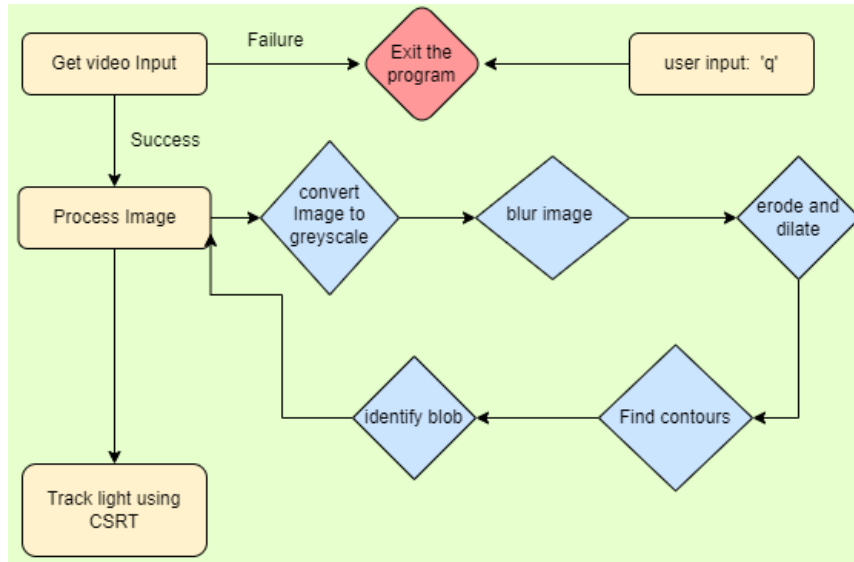 Get video Input
Failure
Exit the
program
user input:  'q'
Success
Process Image
convert
Image to
greyscale
blur image
erode and
dilate
identify blob
Find contours
Track light using
CSRT